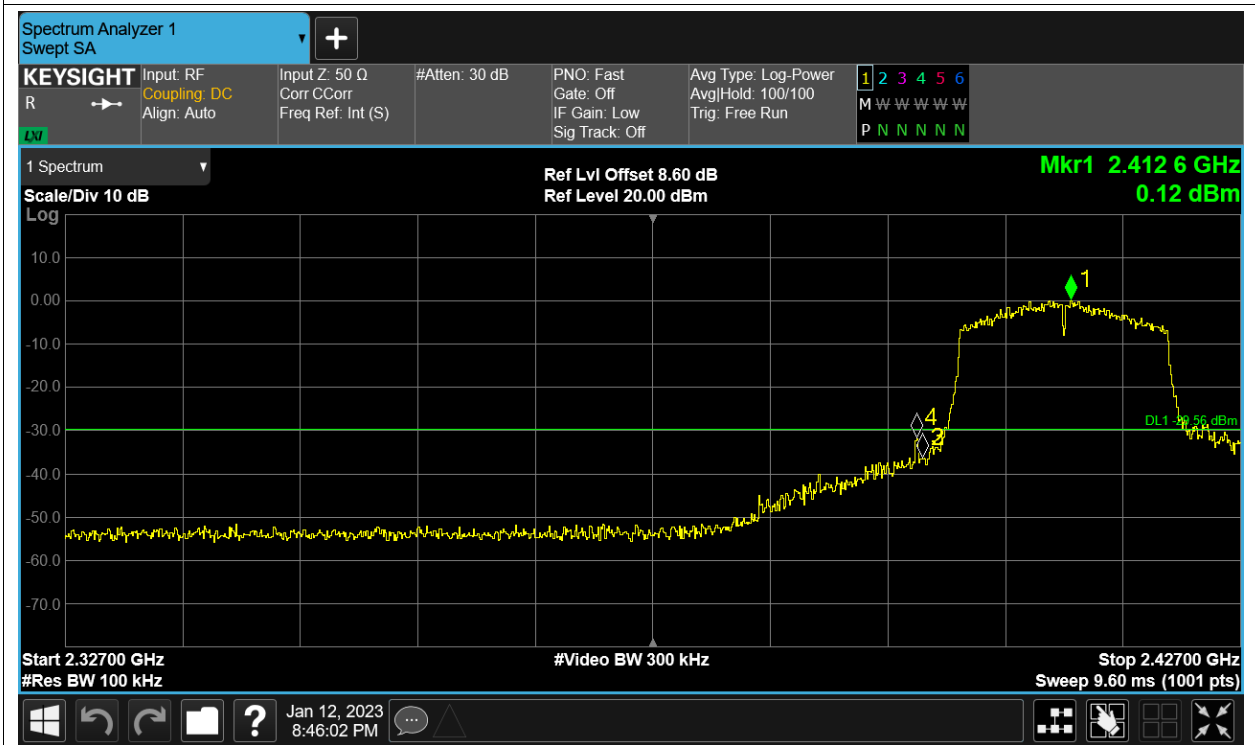 Spectrum Analyzer 1
Swept SA
KEYSIGHT
R
LXI
Input: RF
Coupling: DC
Align: Auto
Input Z: 50 Ω
Corr CCorr
Freq Ref: Int (S)
#Atten: 30 dB
PNO: Fast
Gate: Off
IF Gain: Low
Sig Track: Off
Avg Type: Log-Power
Avg|Hold: 100/100
Trig: Free Run
1 2 3 4 5 6
M W W W W W
P N N N N N
1 Spectrum
Scale/Div 10 dB
Log
Ref Lvl Offset 8.60 dB
Ref Level 20.00 dBm
Mkr1 2.412 6 GHz
0.12 dBm
10.0
0.00
-10.0
-20.0
-30.0
-40.0
-50.0
-60.0
-70.0
1
4
DL1 -29.56 dBm
Start 2.32700 GHz
#Res BW 100 kHz
#Video BW 300 kHz
Stop 2.42700 GHz
Sweep 9.60 ms (1001 pts)
?
Jan 12, 2023
8:46:02 PM